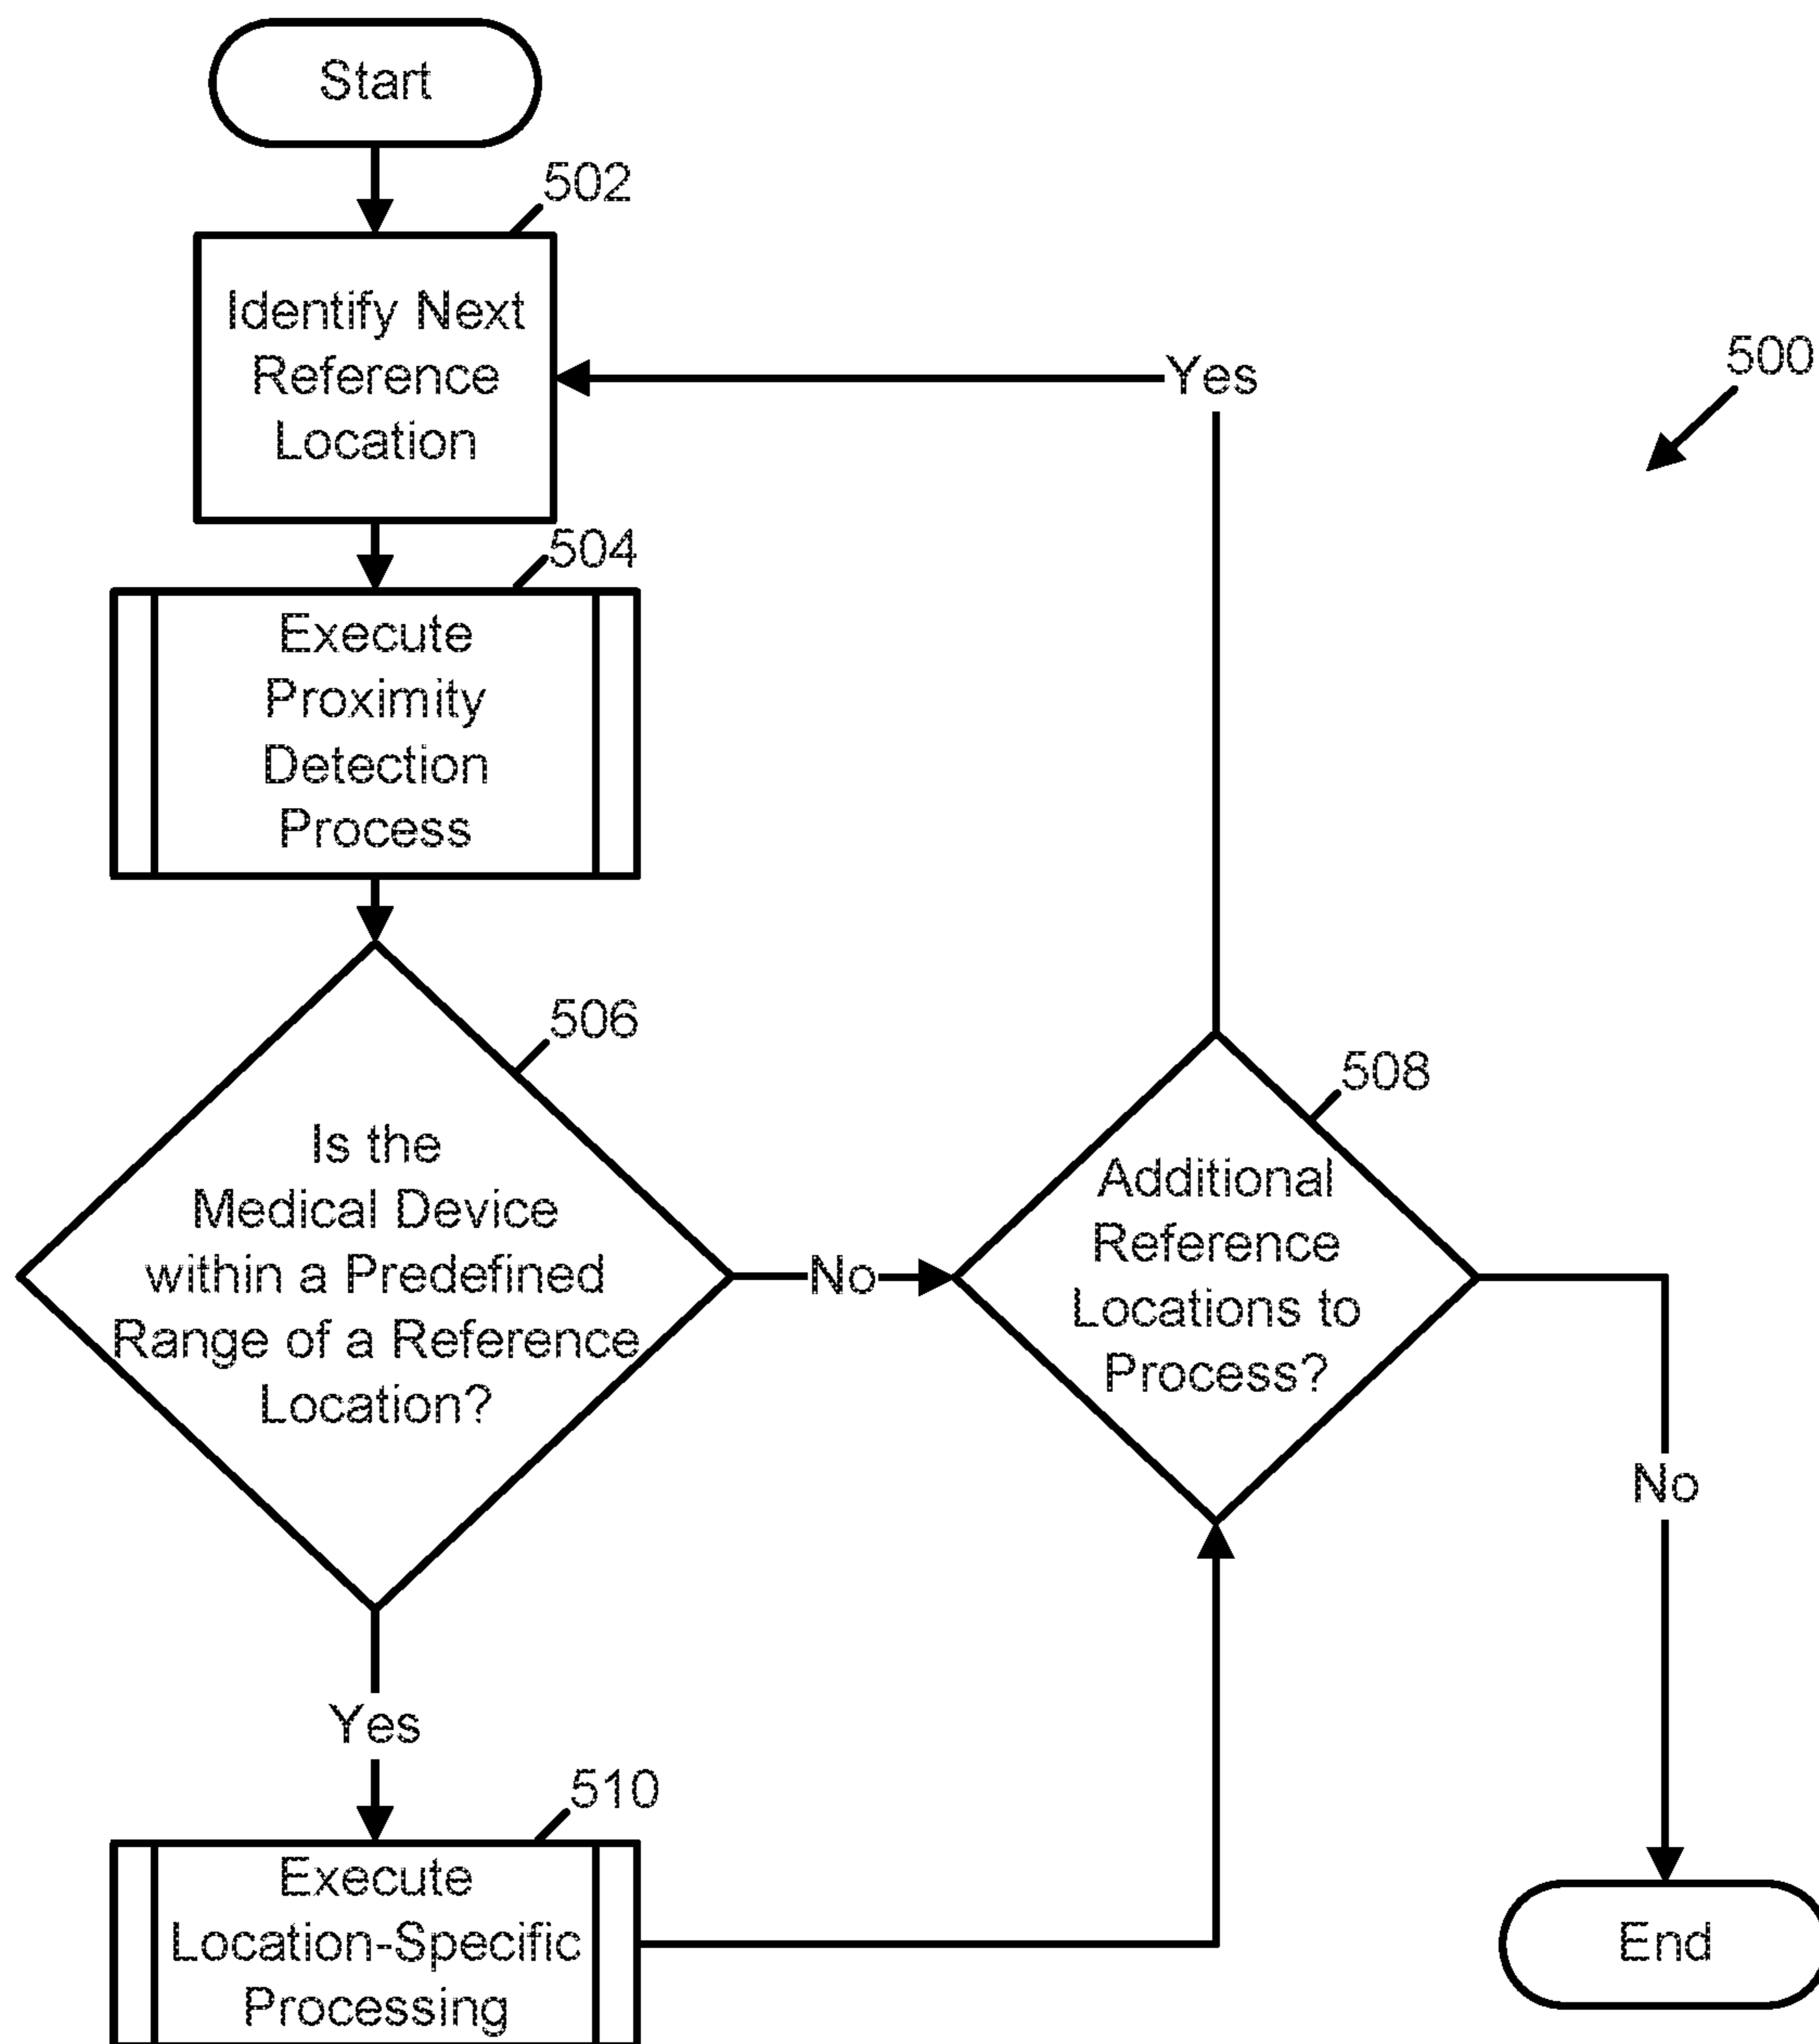 Start
502
Identify Next
Reference
Location
Yes
500
504
Execute
Proximity
Detection
Process
506
Is the
Medical Device
within a Predefined
Range of a Reference
Location?
No
508
Additional
Reference
Locations to
Process?
No
Yes
510
Execute
Location-Specific
Processing
End